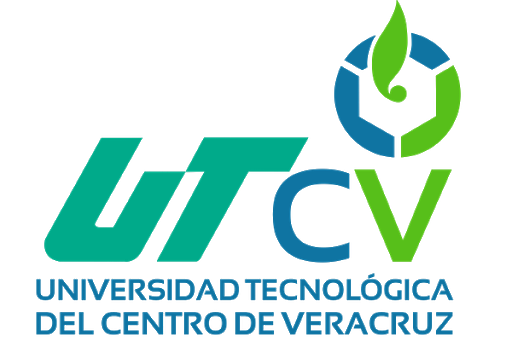 UTCV
UNIVERSIDAD TECNOLÓGICA
DEL CENTRO DE VERACRUZ